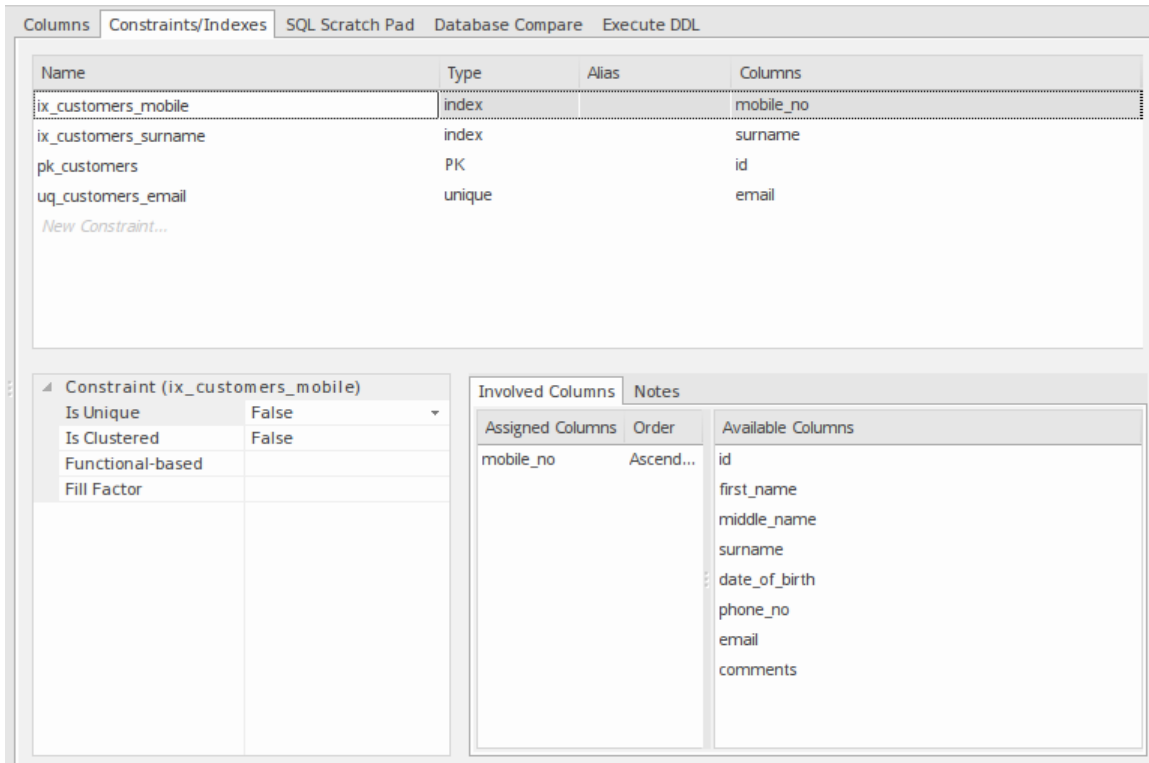 Columns Constraints/Indexes SQL Scratch Pad Database Compare Execute DDL
Name Type Alias Columns
ix_customers_mobile index mobile_no
ix_customers_surname index surname
pk_customers PK id
uq_customers_email unique email
New Constraint...
Constraint (ix_customers_mobile)
Is Unique False
Is Clustered False
Functional-based
Fill Factor
Involved Columns Notes
Assigned Columns Order Available Columns
mobile_no Ascend... id
first_name
middle_name
surname
date_of_birth
phone_no
email
comments